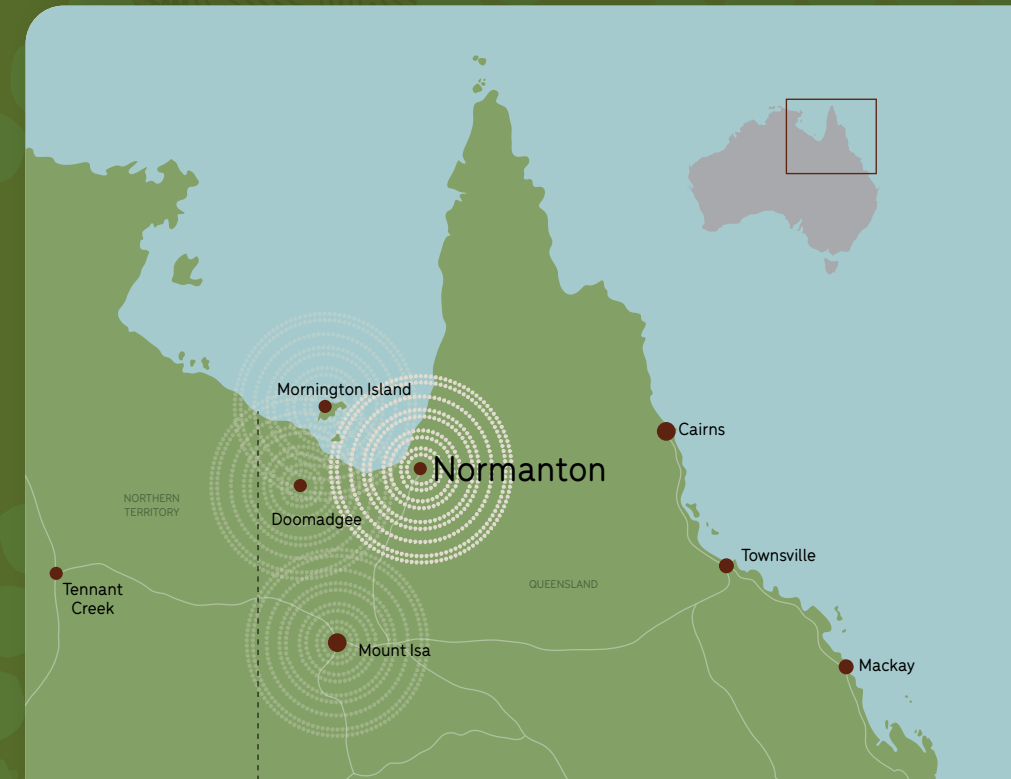 Mornington Island
Cairns
Normanton
NORTHERN
TERRITORY
Doomadgee
Townsville
Tennant
Creek
QUEENSLAND
Mount Isa
Mackay